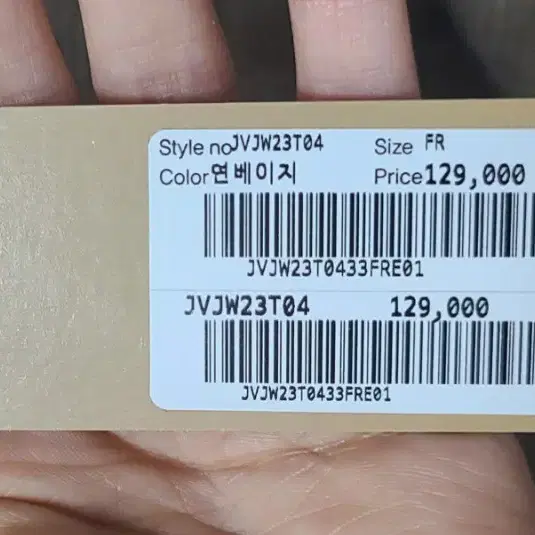 Style no JVJW23T04 Size FR
Color 연베이지 Price 129,000
JVJW23T0433FRE01
JVJW23T04 129,000
JVJW23T0433FRE01